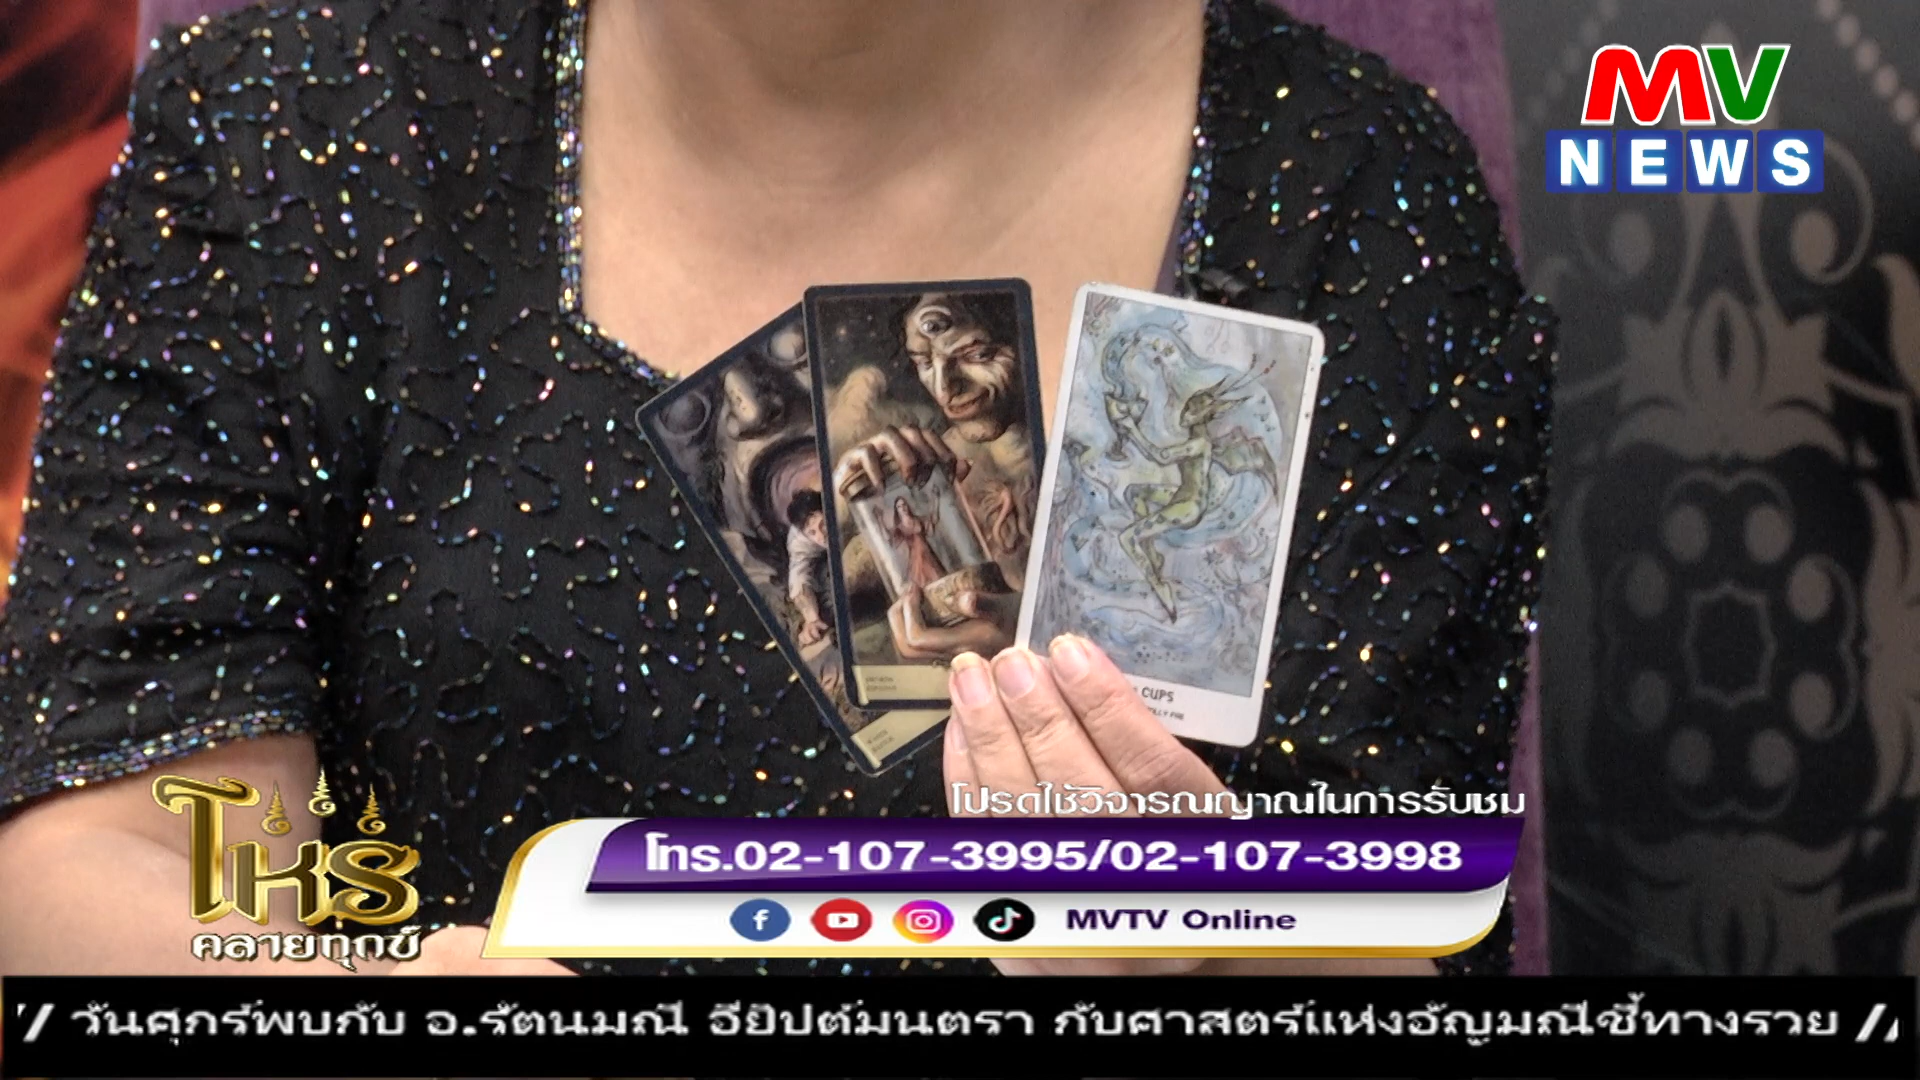 MV
NEWS
CUPS
โปรดใช้วิจารณญาณในการรับชม
โหร
คลายทุกข์
โทร.02-107-3995/02-107-3998
MVTV Online
// วันศุกร์พบกับ อ.รัตนมณี อียิปต์มนตรา กับศาสตร์แห่งอัญมณีชี้ทางรวย //